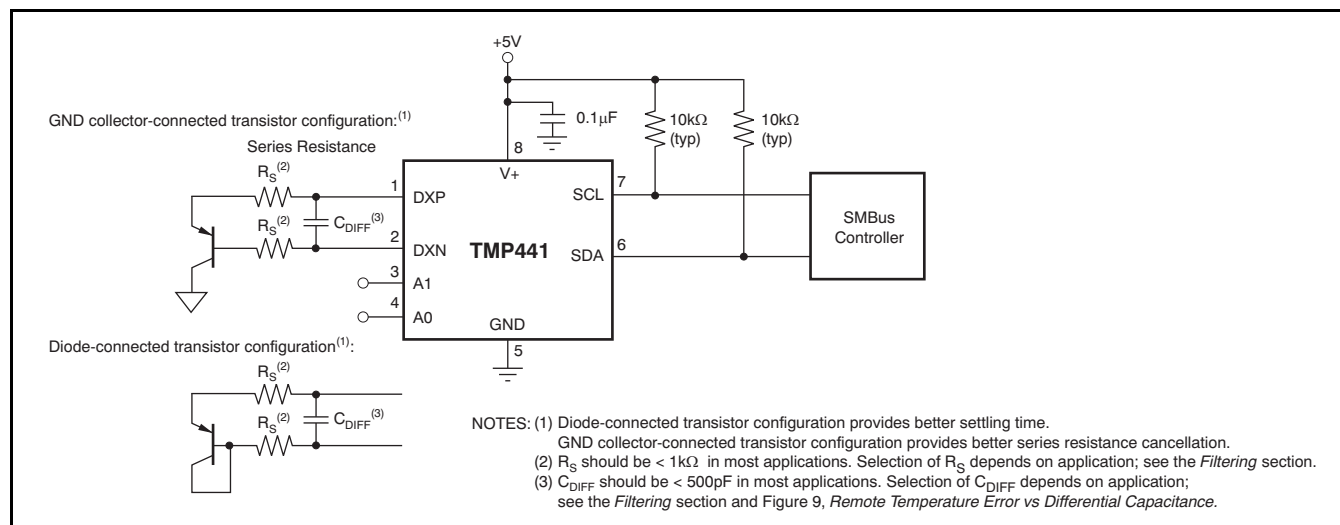 +5V
0.1μF
10kΩ
(typ)
10kΩ
(typ)
GND collector-connected transistor configuration:(1)
Series Resistance
RS(2)
RS(2)
CDIFF(3)
1
2
3
4
8
V+
DXP
DXN
A1
A0
TMP441
SCL
SDA
GND
7
6
5
SMBus
Controller
Diode-connected transistor configuration(1):
RS(2)
RS(2)
CDIFF(3)
NOTES: (1) Diode-connected transistor configuration provides better settling time.
GND collector-connected transistor configuration provides better series resistance cancellation.
(2) RS should be < 1kΩ in most applications. Selection of RS depends on application; see the Filtering section.
(3) CDIFF should be < 500pF in most applications. Selection of CDIFF depends on application;
see the Filtering section and Figure 9, Remote Temperature Error vs Differential Capacitance.